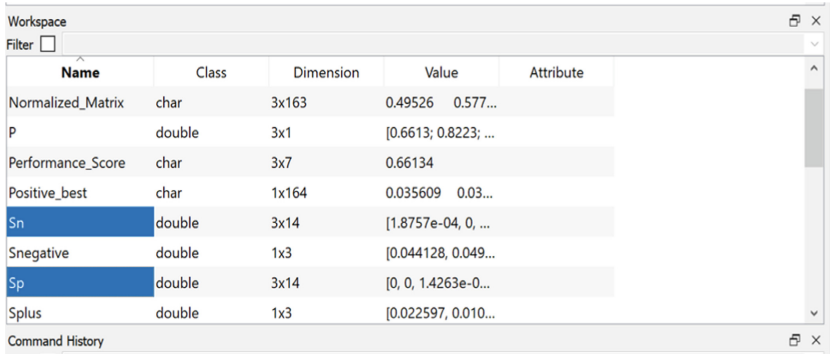 Workspace
Filter
Name Class Dimension Value Attribute
Normalized_Matrix char 3x163 0.49526 0.577...
P double 3x1 [0.6613; 0.8223; ...
Performance_Score char 3x7 0.66134
Positive_best char 1x164 0.035609 0.03...
Sn double 3x14 [1.8757e-04, 0, ...
Snegative double 1x3 [0.044128, 0.049...
Sp double 3x14 [0, 0, 1.4263e-0...
Splus double 1x3 [0.022597, 0.010...
Command History